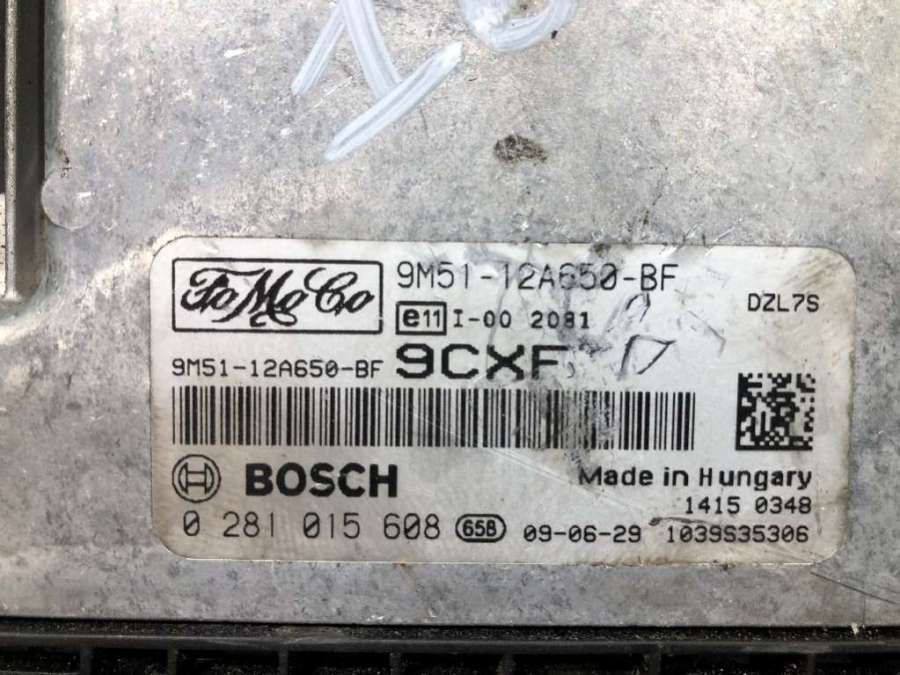 FoMoCo 9M51-12A650-BF
e11 I-00 2081 DZL7S
9M51-12A650-BF 9CXF
BOSCH Made in Hungary
1415 0348
0 281 015 608 65B 09-06-29 1039S35306